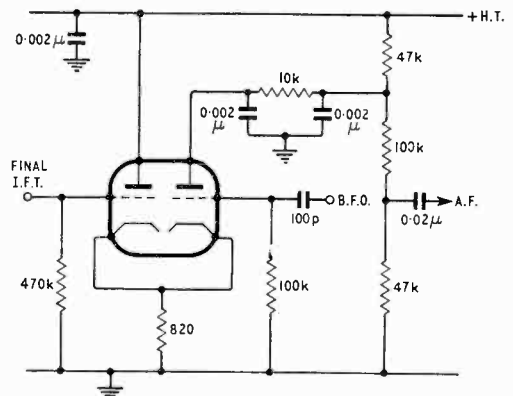 +H.T.
0.002μ
47k
10k
0.002
μ
0.002
μ
100k
FINAL
I.F.T.
100p
B.F.O.
0.02μ
A.F.
470k
820
100k
47k